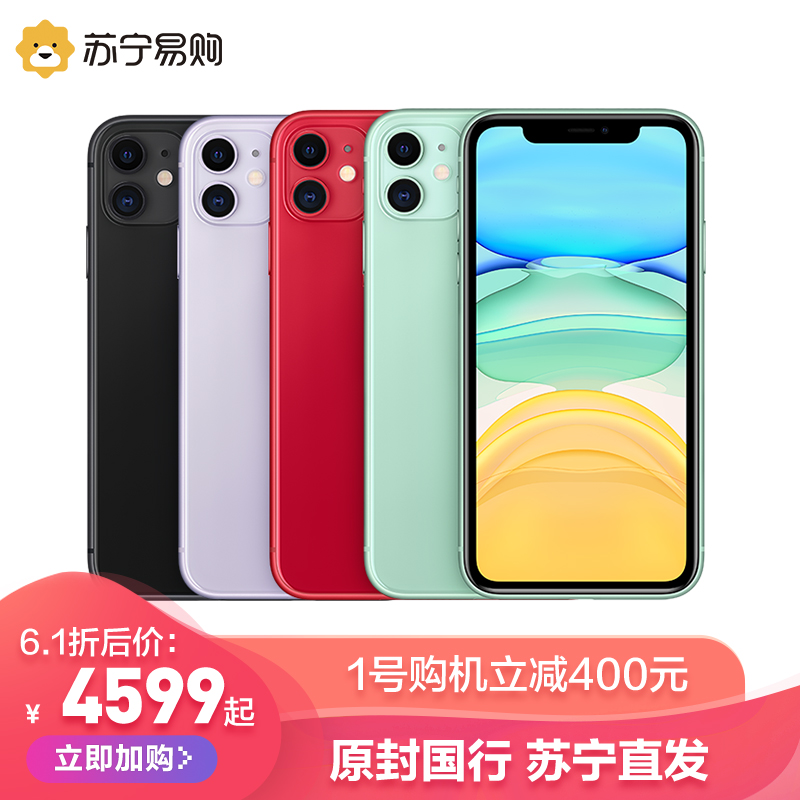 苏宁易购
6.1折后价：
¥ 4599起
立即加购>
1号购机立减400元
原封国行 苏宁直发